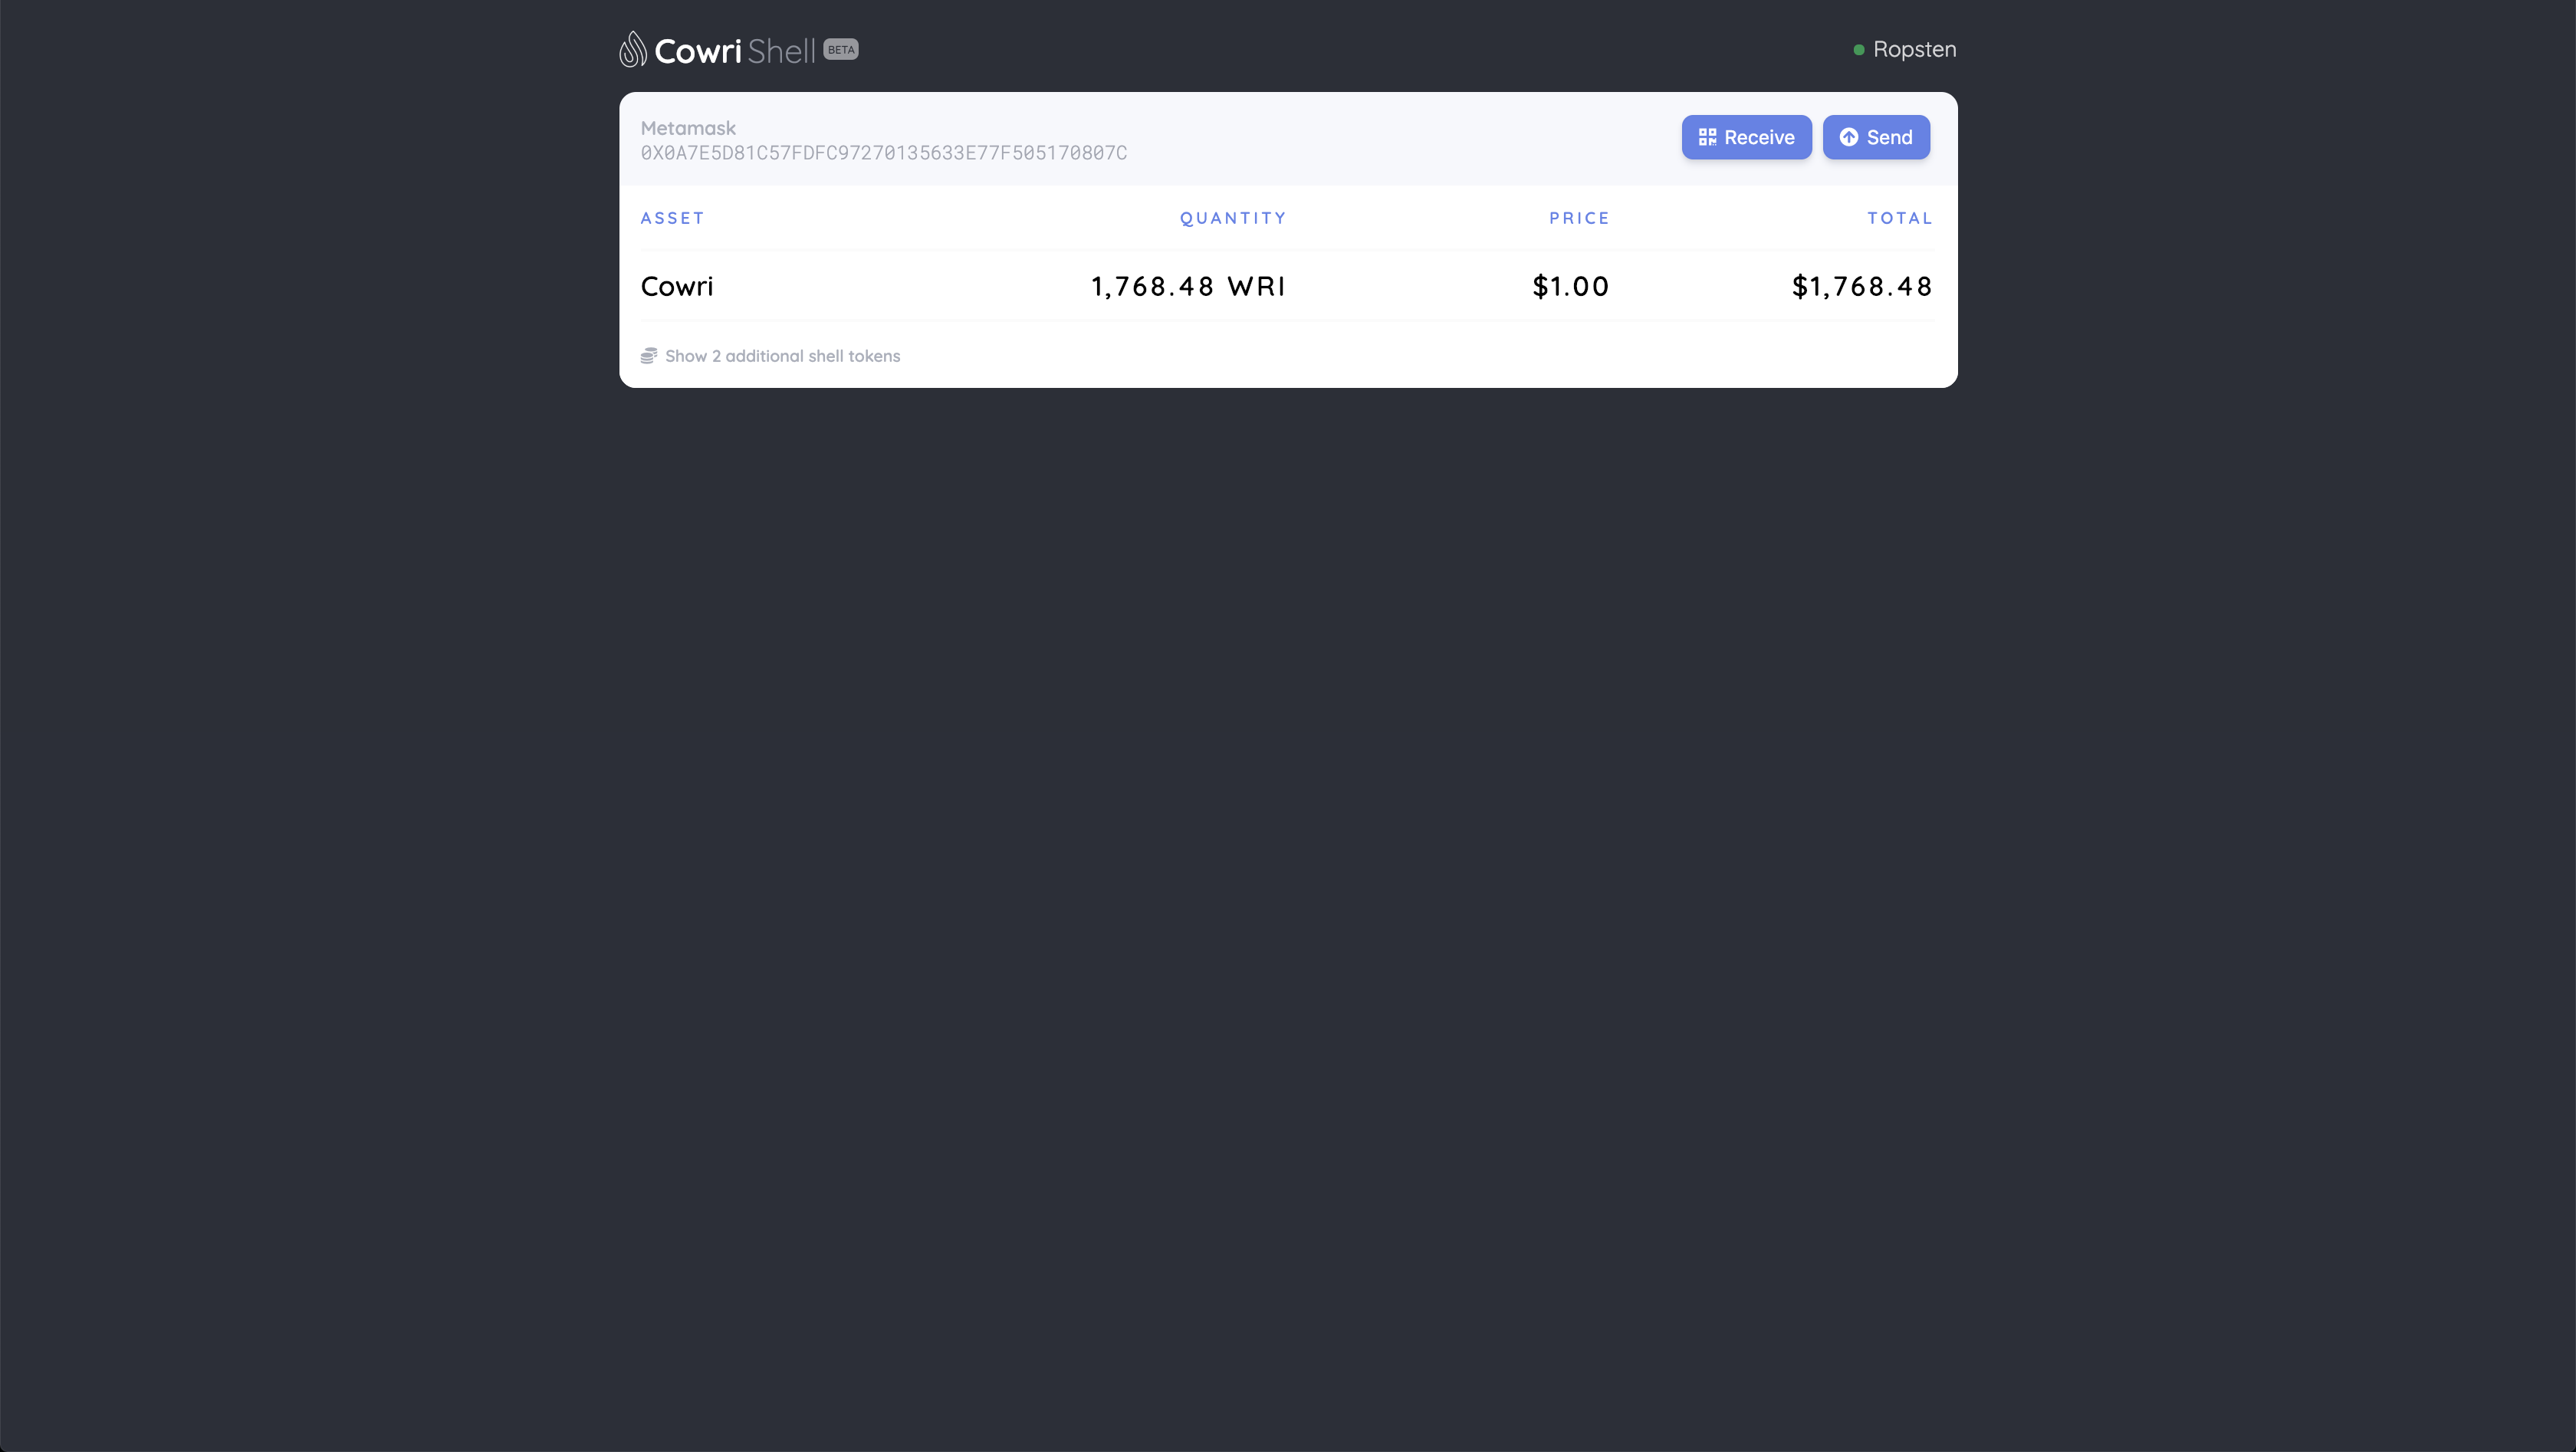 Cowri Shell BETA
Ropsten
Metamask
0X0A7E5D81C57FDFC97270135633E77F505170807C
Receive
Send
ASSET QUANTITY PRICE TOTAL
Cowri 1,768.48 WRI $1.00 $1,768.48
Show 2 additional shell tokens